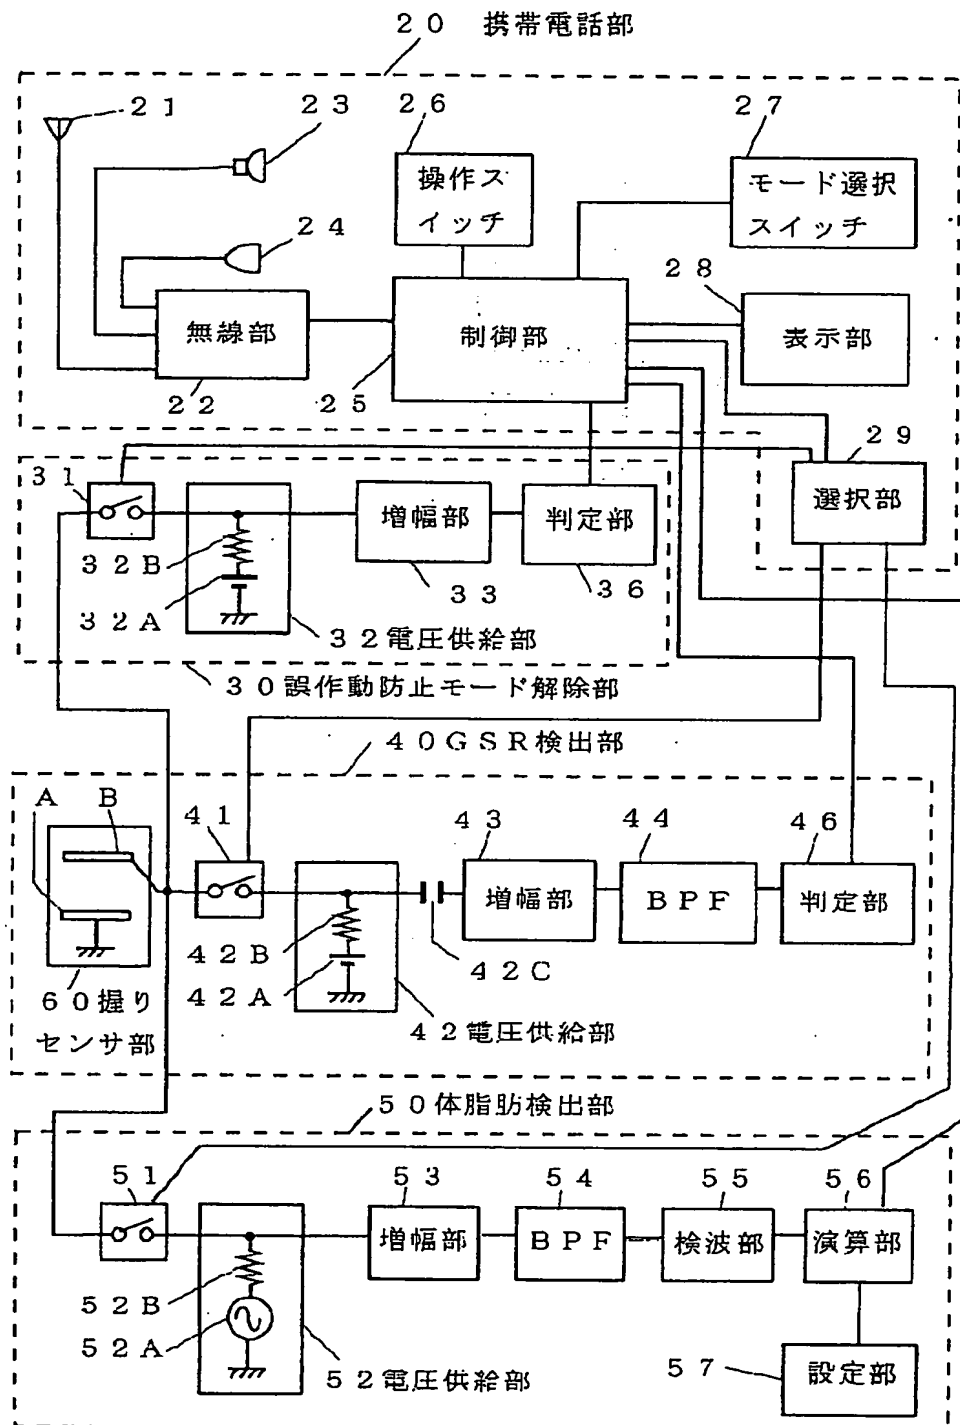 20 携帯電話部
21
23
26
27
操作ス
イッチ
モード選択
スイッチ
24
28
無線部
制御部
表示部
22
25
29
31
選択部
増幅部
判定部
32B
32A
33
36
32電圧供給部
30誤作動防止モード解除部
40GSR検出部
A
B
41
43
44
46
増幅部
BPF
判定部
42B
42A
42C
60握り
センサ部
42電圧供給部
50体脂肪検出部
51
53
54
55
56
増幅部
BPF
検波部
演算部
52B
52A
52電圧供給部
57
設定部